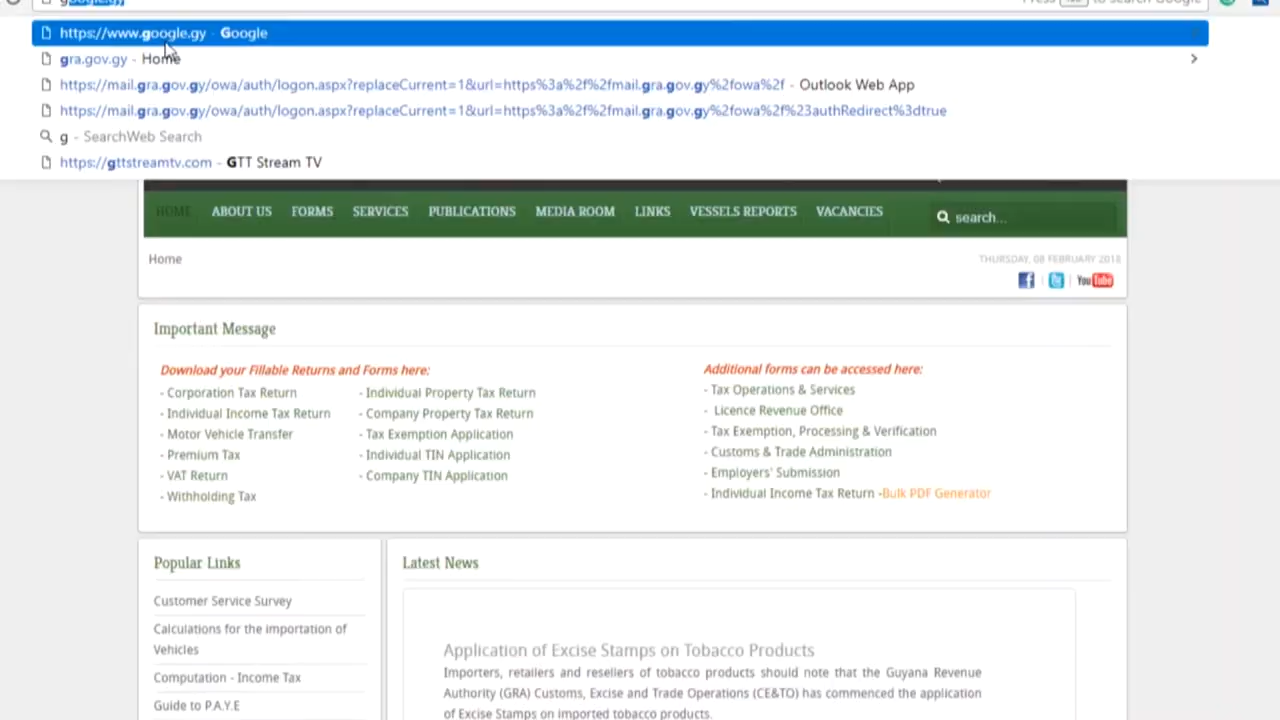 google.gy
to search Google
https://www.google.gy - Google
gra.gov.gy - Home
https://mail.gra.gov.gy/owa/auth/logon.aspx?replaceCurrent=1&url=https%3a%2f%2fmail.gra.gov.gy%2fowa%2f - Outlook Web App
https://mail.gra.gov.gy/owa/auth/logon.aspx?replaceCurrent=1&url=https%3a%2f%2fmail.gra.gov.gy%2fowa%2f%23authRedirect%3dtrue
g - SearchWeb Search
https://gttstreamtv.com - GTT Stream TV
HOME ABOUT US FORMS SERVICES PUBLICATIONS MEDIA ROOM LINKS VESSELS REPORTS VACANCIES search...
Home
THURSDAY, 08 FEBRUARY 2018
You Tube
Important Message
Download your Fillable Returns and Forms here:
- Corporation Tax Return
- Individual Income Tax Return
- Motor Vehicle Transfer
- Premium Tax
- VAT Return
- Withholding Tax
- Individual Property Tax Return
- Company Property Tax Return
- Tax Exemption Application
- Individual TIN Application
- Company TIN Application
Additional forms can be accessed here:
- Tax Operations & Services
- Licence Revenue Office
- Tax Exemption, Processing & Verification
- Customs & Trade Administration
- Employers' Submission
- Individual Income Tax Return -Bulk PDF Generator
Popular Links
Customer Service Survey
Calculations for the importation of
Vehicles
Computation - Income Tax
Guide to P.A.Y.E
Latest News
Application of Excise Stamps on Tobacco Products
Importers, retailers and resellers of tobacco products should note that the Guyana Revenue
Authority (GRA) Customs, Excise and Trade Operations (CE&TO) has commenced the application
of Excise Stamps on imported tobacco products.